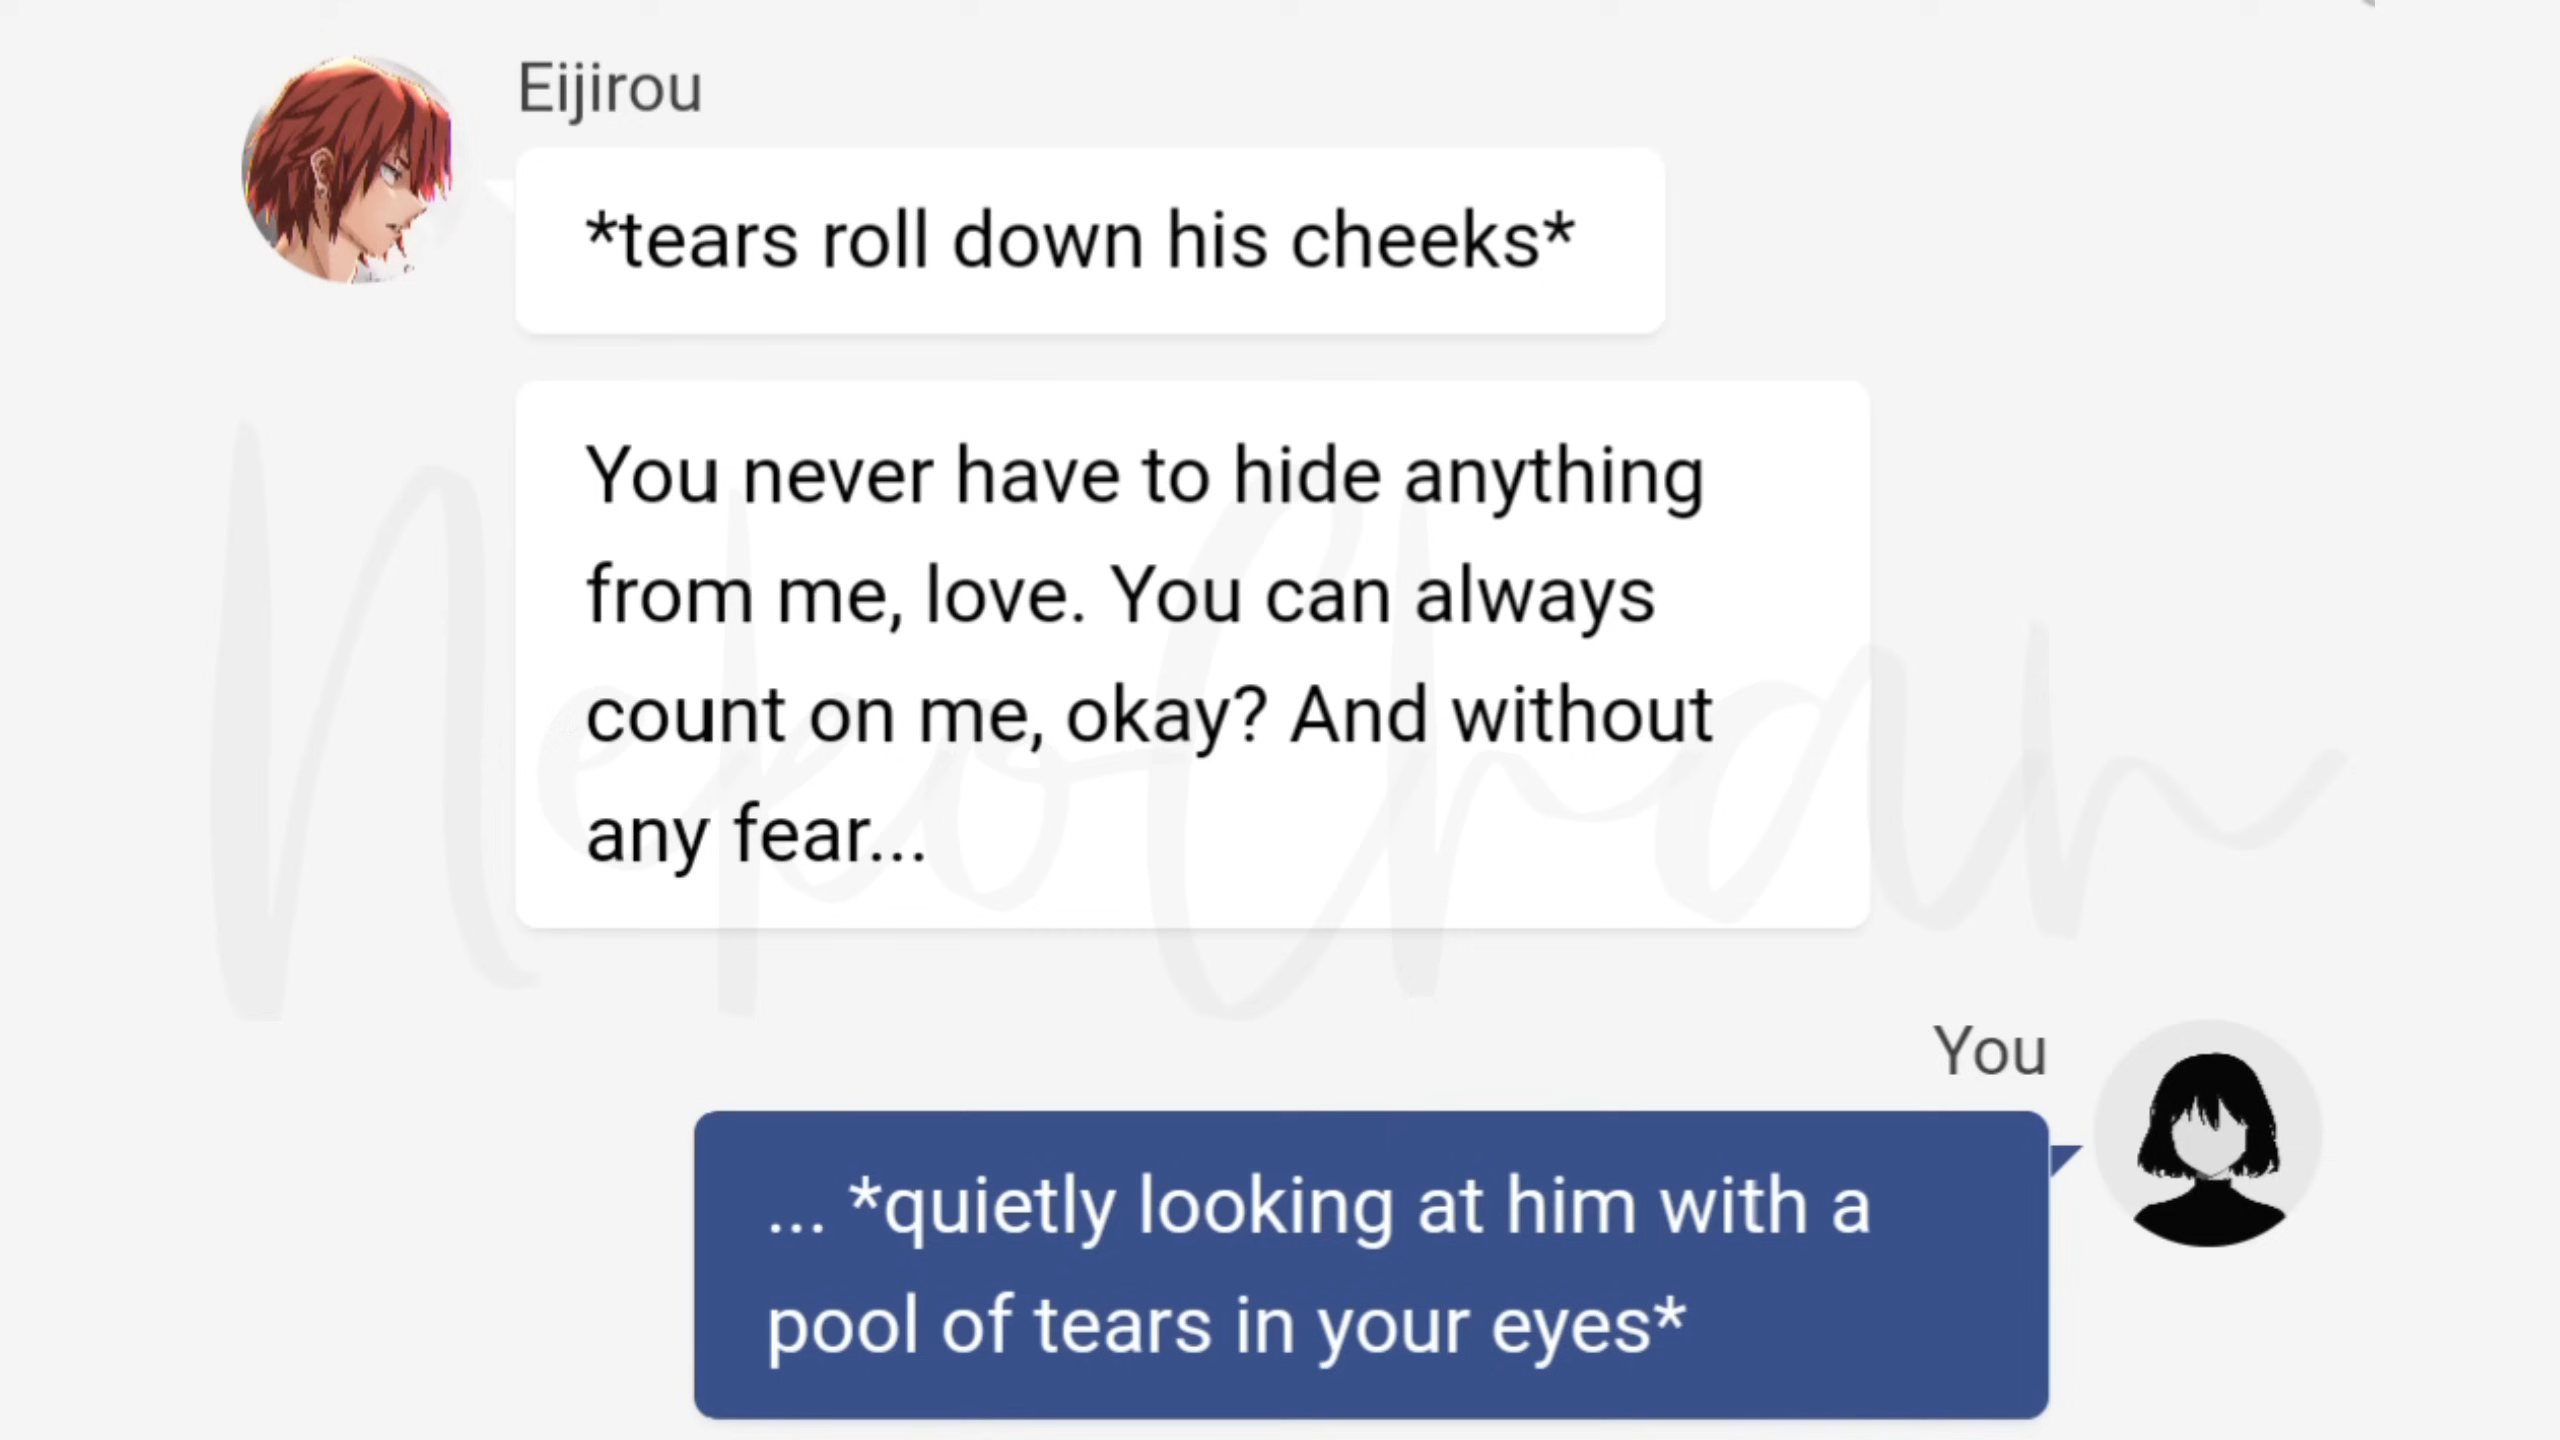 Eijirou
*tears roll down his cheeks*
You never have to hide anything
from me, love. You can always
count on me, okay? And without
any fear...
NekoChan
You
... *quietly looking at him with a
pool of tears in your eyes*